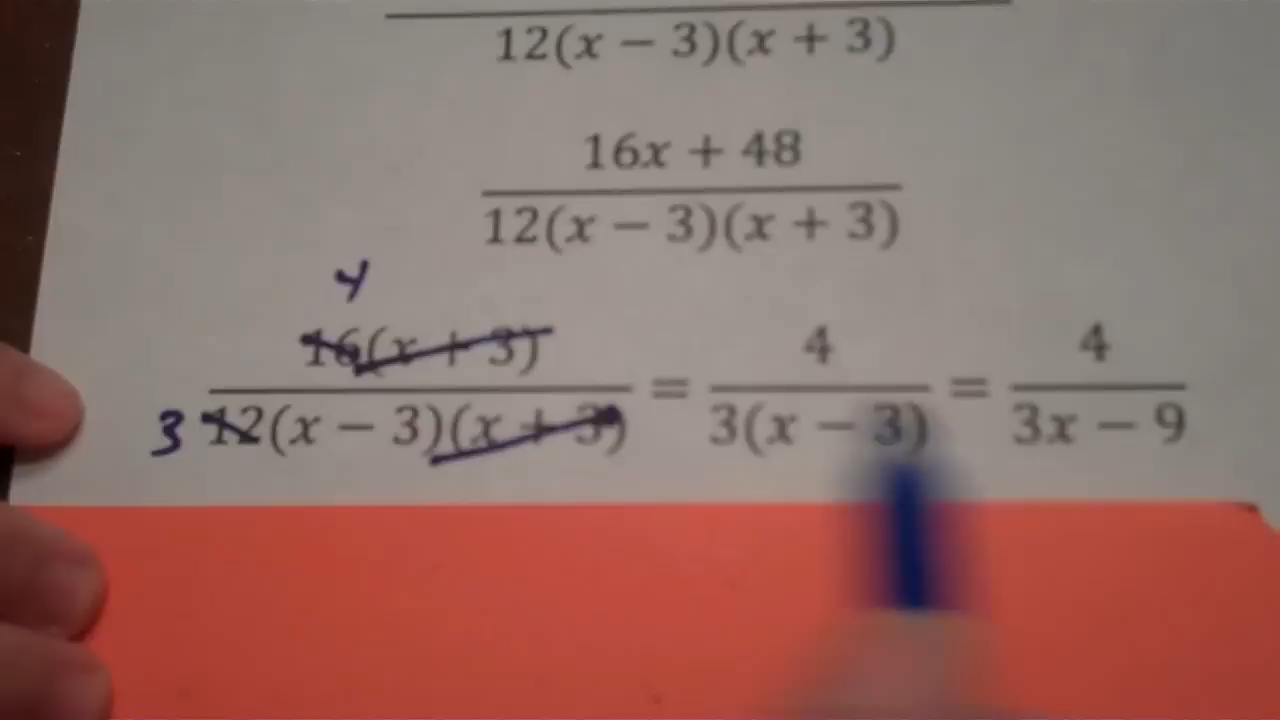 12(x − 3)(x + 3)
16x + 48
12(x − 3)(x + 3)
4
16(x + 3) 4 4
3 12(x − 3)(x + 3) = 3(x − 3) = 3x − 9